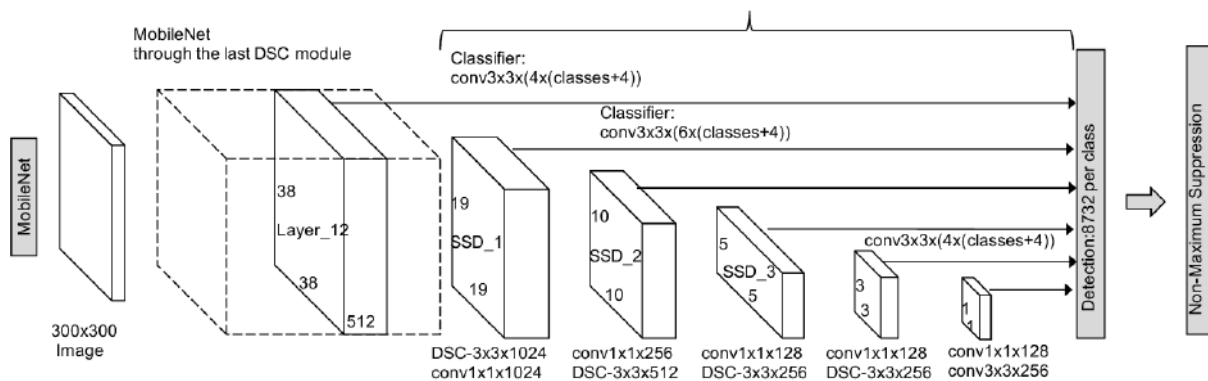 MobileNet
through the last DSC module
Classifier:
conv3x3x(4x(classes+4))
Classifier:
conv3x3x(6x(classes+4))
MobileNet
300x300
Image
38
Layer_12
38
512
19
SSD_1
19
DSC-3x3x1024
conv1x1x1024
10
SSD_2
10
conv1x1x256
DSC-3x3x512
5
SSD_3
5
conv1x1x128
DSC-3x3x256
conv3x3x(4x(classes+4))
3
3
conv1x1x128
DSC-3x3x256
1
1
conv1x1x128
conv3x3x256
Detection:8732 per class
Non-Maximum Suppression